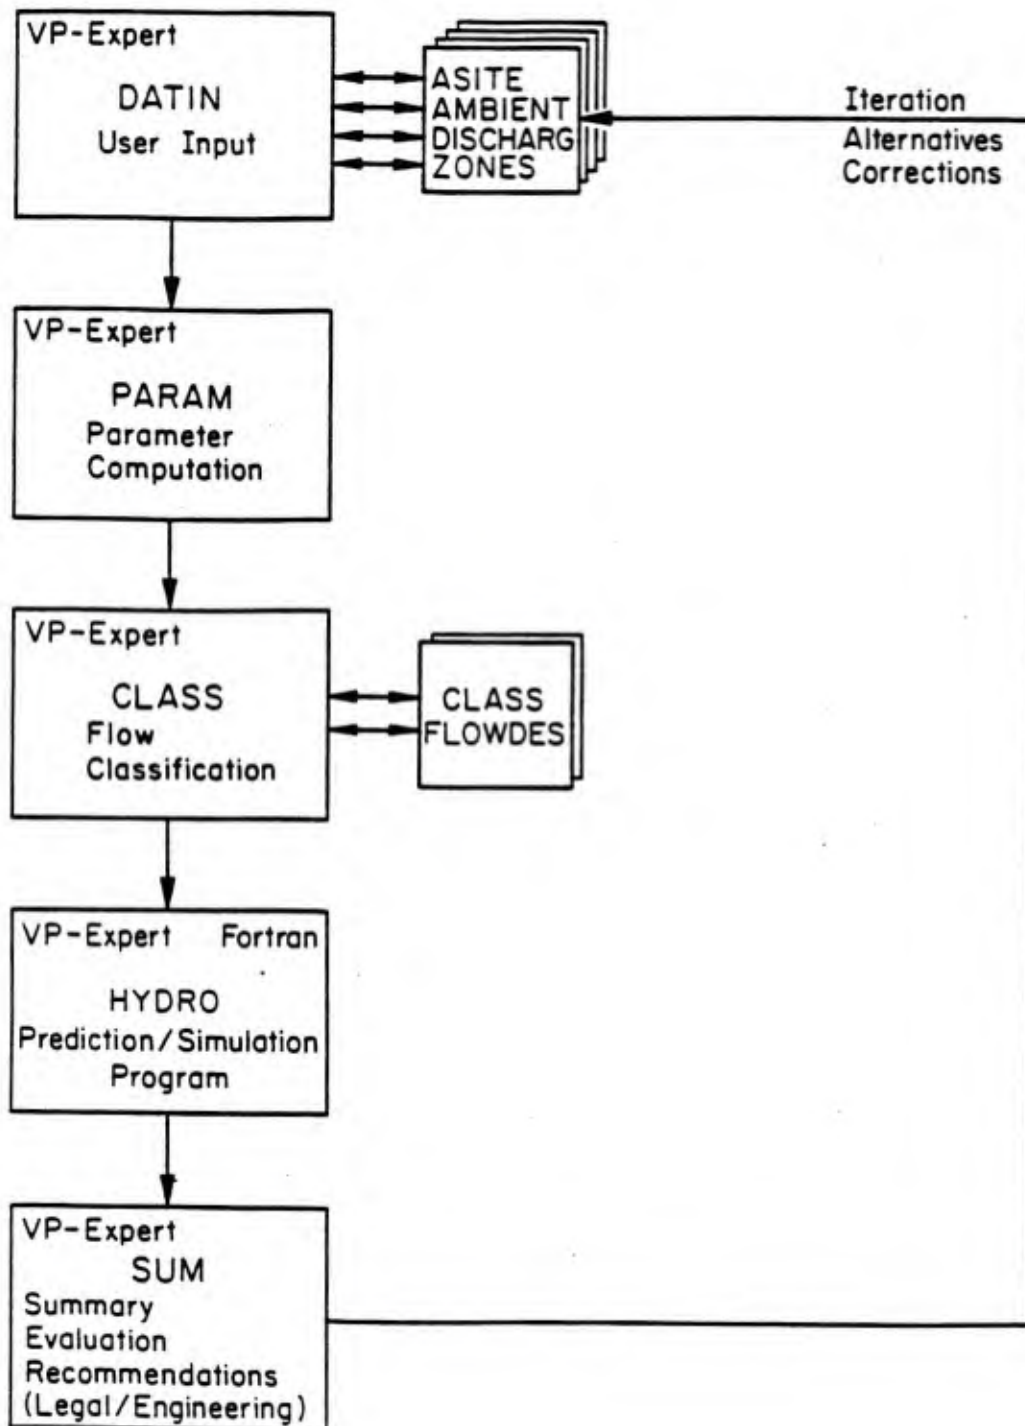 VP-Expert
DATIN
User Input
ASITE
AMBIENT
DISCHARG
ZONES
Iteration
Alternatives
Corrections
VP-Expert
PARAM
Parameter
Computation
VP-Expert
CLASS
Flow
Classification
CLASS
FLOWDES
VP-Expert Fortran
HYDRO
Prediction/Simulation
Program
VP-Expert
SUM
Summary
Evaluation
Recommendations
(Legal/Engineering)